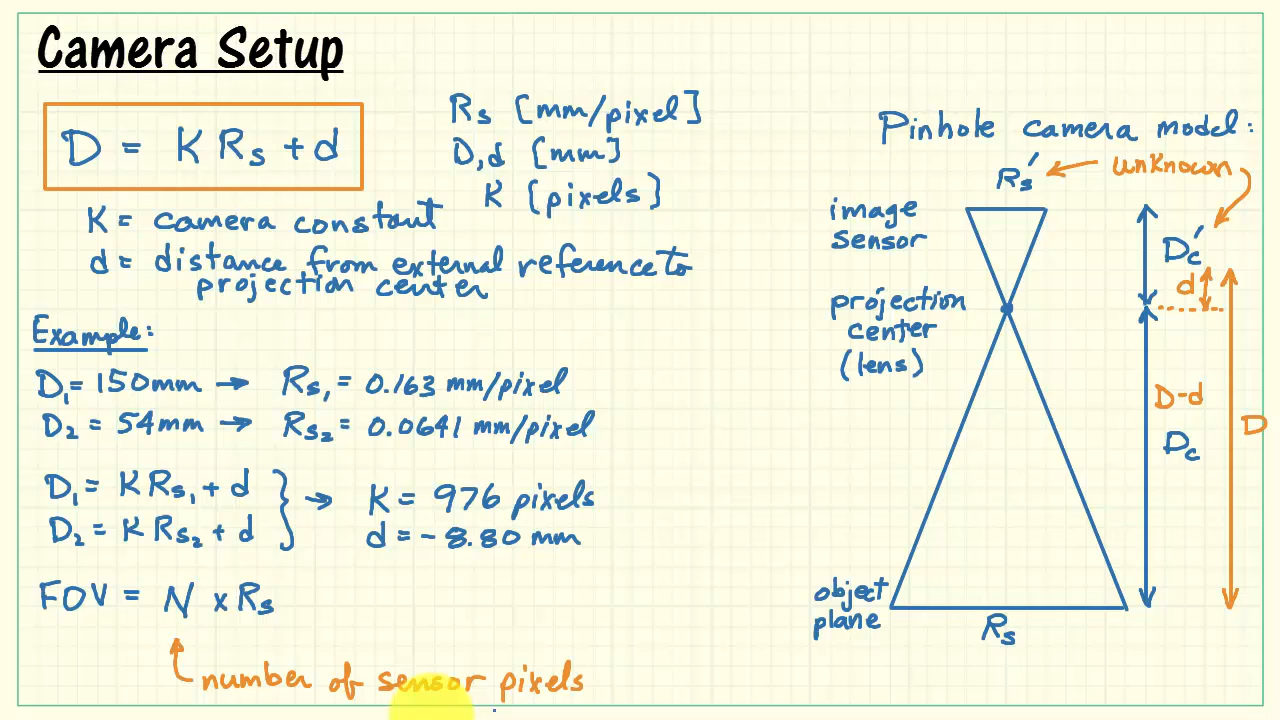 Camera Setup
D = K Rs + d
Rs [mm/pixel]
D,d [mm]
K [pixels]
K = camera constant
d = distance from external reference to
projection center
Example:
D1 = 150mm → Rs1 = 0.163 mm/pixel
D2 = 54mm → Rs2 = 0.0641 mm/pixel
D1 = K Rs1 + d
D2 = K Rs2 + d
} → K = 976 pixels
d = -8.80 mm
FOV = N x Rs
number of sensor pixels
Pinhole camera model:
Rs' ← unknown
image
sensor
Dc'
d
projection
center
(lens)
D-d
D
Dc
object
plane
Rs